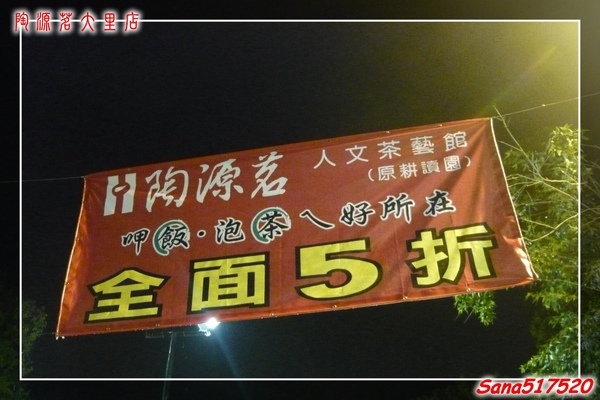 陶源茗大里店
陶源茗 人文茶藝館
(原耕讀園)
呷飯·泡茶ㄟ好所在
全面5折
Sana517520